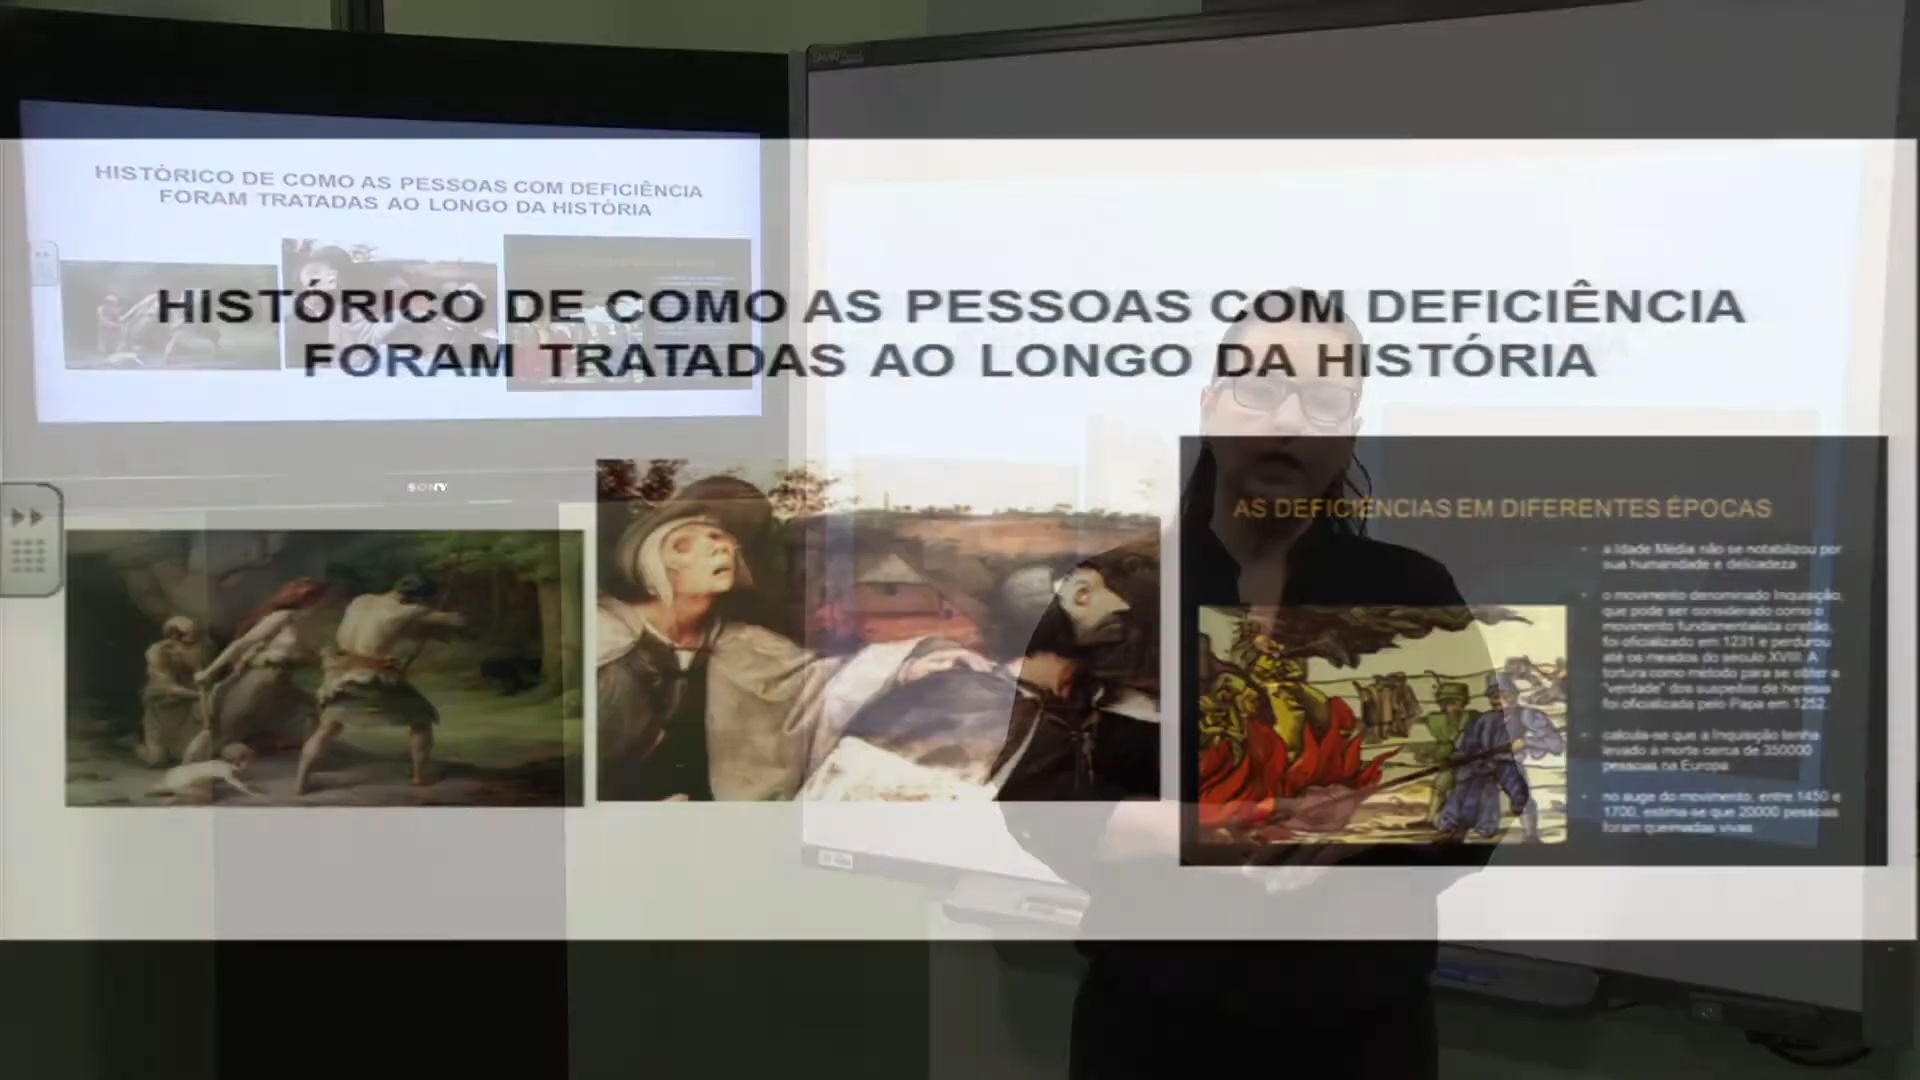 HISTÓRICO DE COMO AS PESSOAS COM DEFICIÊNCIA
FORAM TRATADAS AO LONGO DA HISTÓRIA
SONY
HISTÓRICO DE COMO AS PESSOAS COM DEFICIÊNCIA
FORAM TRATADAS AO LONGO DA HISTÓRIA
AS DEFICIÊNCIAS EM DIFERENTES ÉPOCAS
a Idade Média não se notabilizou por
sua humanidade e delicadeza
o movimento denominado Inquisição,
que pode ser considerado como o
movimento fundamentalista cristão,
foi oficializado em 1231 e perdurou
até os meados do século XVIII. A
tortura como método para se obter a
"verdade" dos suspeitos de heresia
foi oficializada pelo Papa em 1252.
calcula-se que a Inquisição tenha
levado à morte cerca de 350000
pessoas na Europa
no auge do movimento, entre 1450 e
1700, estima-se que 20000 pessoas
foram queimadas vivas